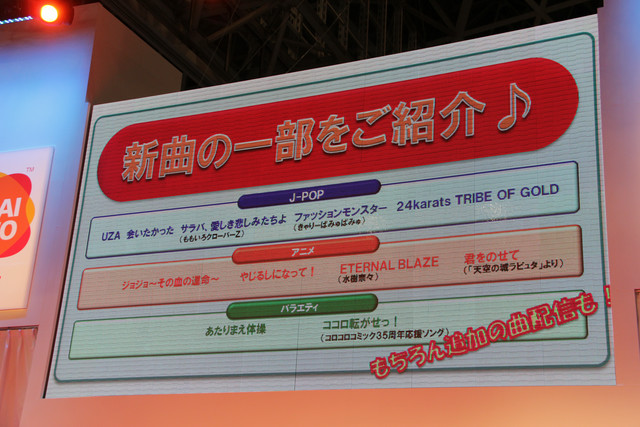 TM
AI
O
新曲の一部をご紹介♪
J-POP
UZA 会いたかった サラバ、愛しき悲しみたちよ ファッションモンスター 24karats TRIBE OF GOLD
(ももいろクローバーZ) (きゃりーぱみゅぱみゅ)
アニメ
ジョジョ~その血の運命~ やじるしになって! ETERNAL BLAZE 君をのせて
(水樹奈々) (「天空の城ラピュタ」より)
バラエティ
あたりまえ体操 ココロ転がせっ!
(コロコロコミック35周年応援ソング)
もちろん追加の曲配信も!